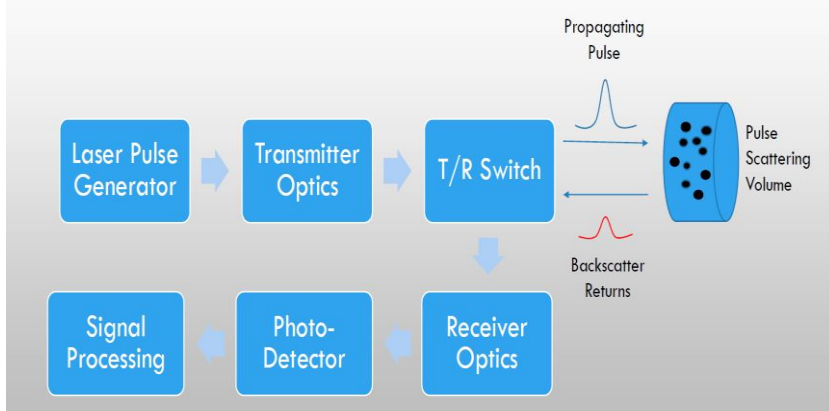 Propagating
Pulse
Laser Pulse
Generator
Transmitter
Optics
T/R Switch
Pulse
Scattering
Volume
Backscatter
Returns
Signal
Processing
Photo-
Detector
Receiver
Optics